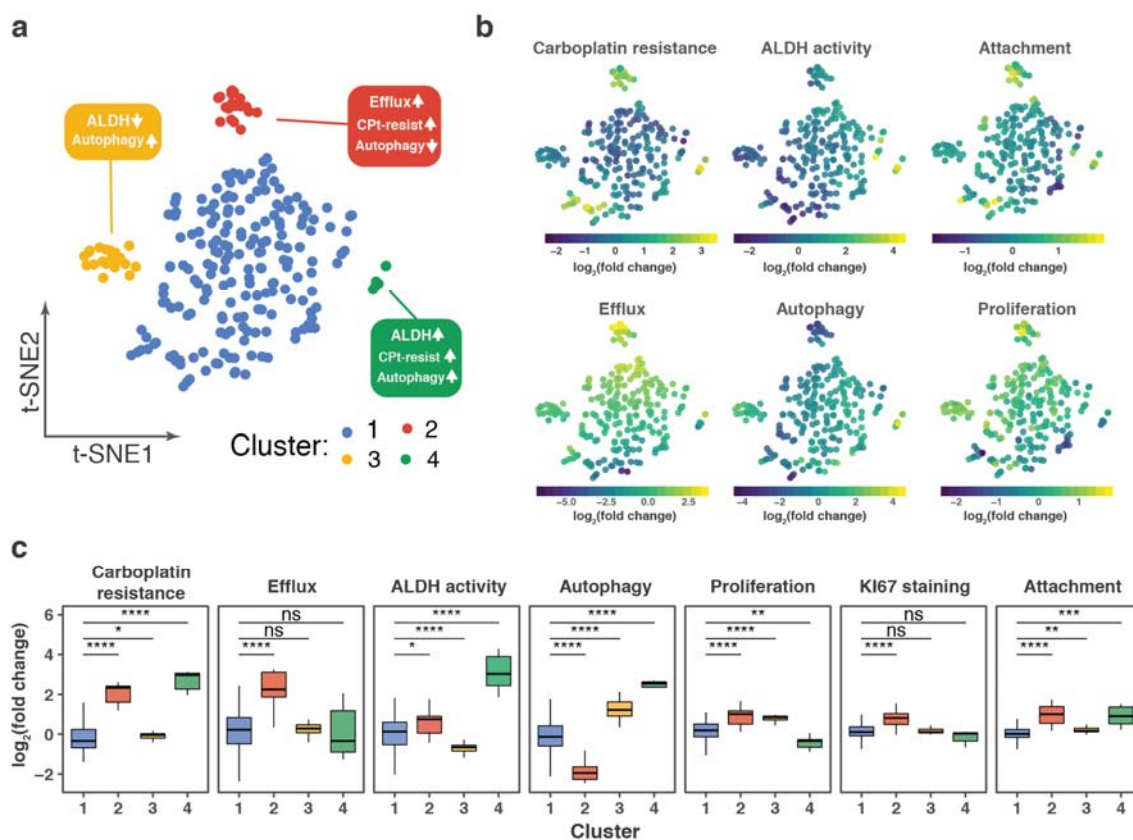 a
ALDH
Autophagy
Efflux
CPt-resist
Autophagy
ALDH
CPt-resist
Autophagy
t-SNE2
t-SNE1
Cluster: 1 2
3 4
b
Carboplatin resistance ALDH activity Attachment
−2 −1 0 1 2 3 −2 0 2 4 −1 0 1
log2(fold change) log2(fold change) log2(fold change)
Efflux Autophagy Proliferation
−5.0 −2.5 0.0 2.5 −4 −2 0 2 4 −2 −1 0 1
log2(fold change) log2(fold change) log2(fold change)
c
Carboplatin
resistance Efflux ALDH activity Autophagy Proliferation KI67 staining Attachment
log2(fold change)
6
4
2
0
−2
**** ns **** **** ** ns ***
* ns **** **** **** ns **
**** **** * **** **** **** ****
1 2 3 4 1 2 3 4 1 2 3 4 1 2 3 4 1 2 3 4 1 2 3 4 1 2 3 4
Cluster